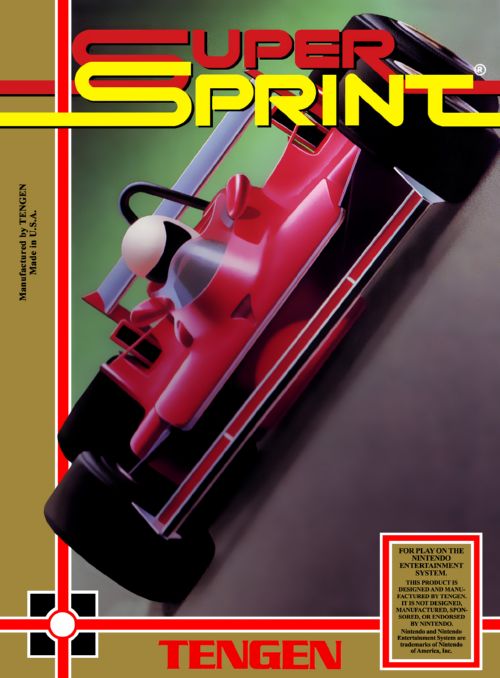 SUPER
SPRINT®
Manufactured by TENGEN
Made in U.S.A.
FOR PLAY ON THE
NINTENDO
ENTERTAINMENT
SYSTEM.
THIS PRODUCT IS
DESIGNED AND MANU-
FACTURED BY TENGEN.
IT IS NOT DESIGNED,
MANUFACTURED, SPON-
SORED, OR ENDORSED
BY NINTENDO.
Nintendo and Nintendo
Entertainment System are
trademarks of Nintendo
of America, Inc.
TENGEN